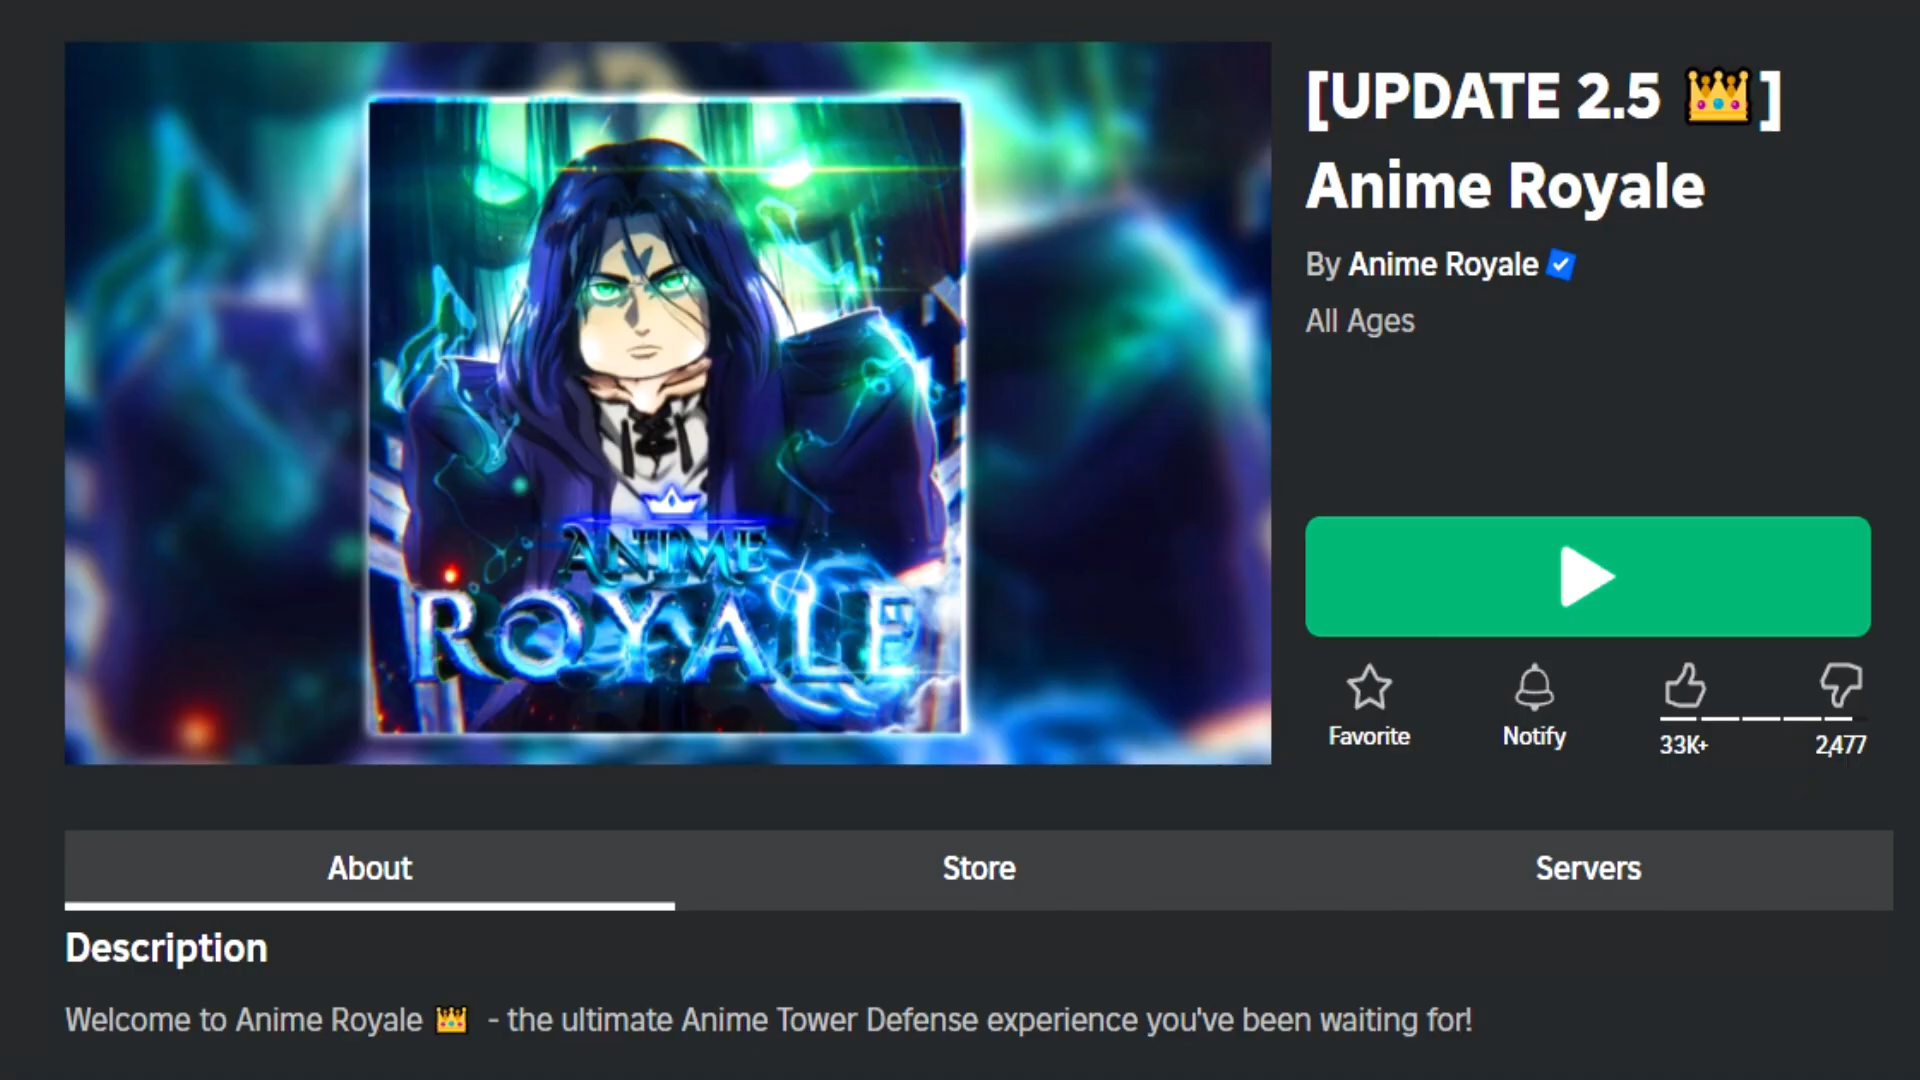 [UPDATE 2.5 👑]
Anime Royale
By Anime Royale
All Ages
ANIME
ROYALE
Favorite
Notify
33K+
2,477
About
Store
Servers
Description
Welcome to Anime Royale 👑 - the ultimate Anime Tower Defense experience you've been waiting for!